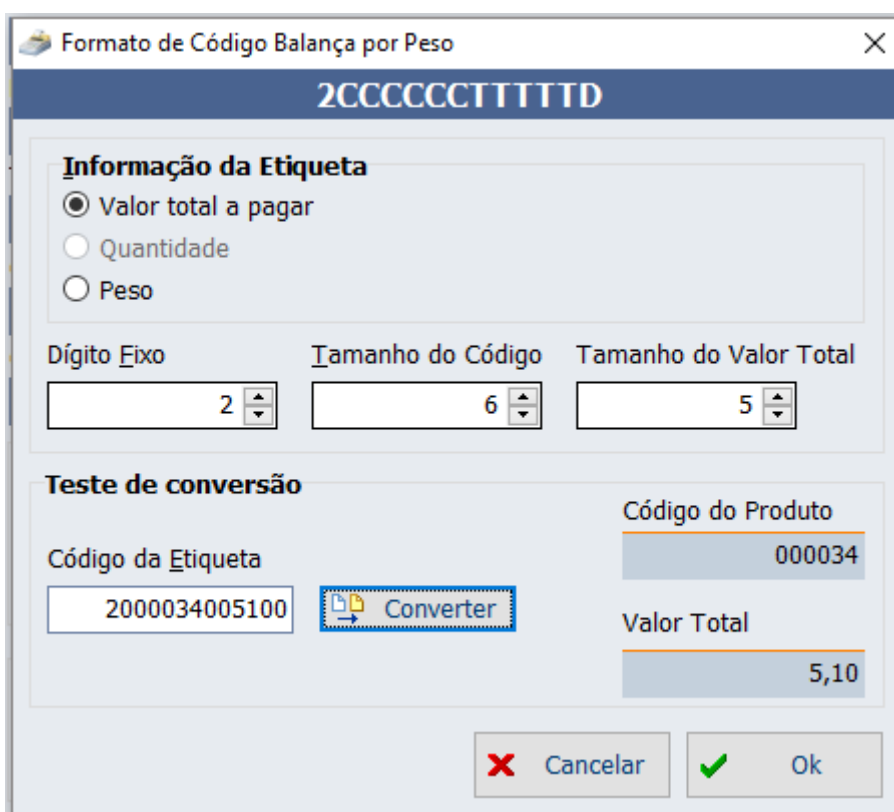 Formato de Código Balança por Peso
2CCCCCCTTTTTD
Informação da Etiqueta
Valor total a pagar
Quantidade
Peso
Dígito Fixo Tamanho do Código Tamanho do Valor Total
2 6 5
Teste de conversão
Código do Produto
000034
Código da Etiqueta
2000034005100 Converter
Valor Total
5,10
Cancelar Ok